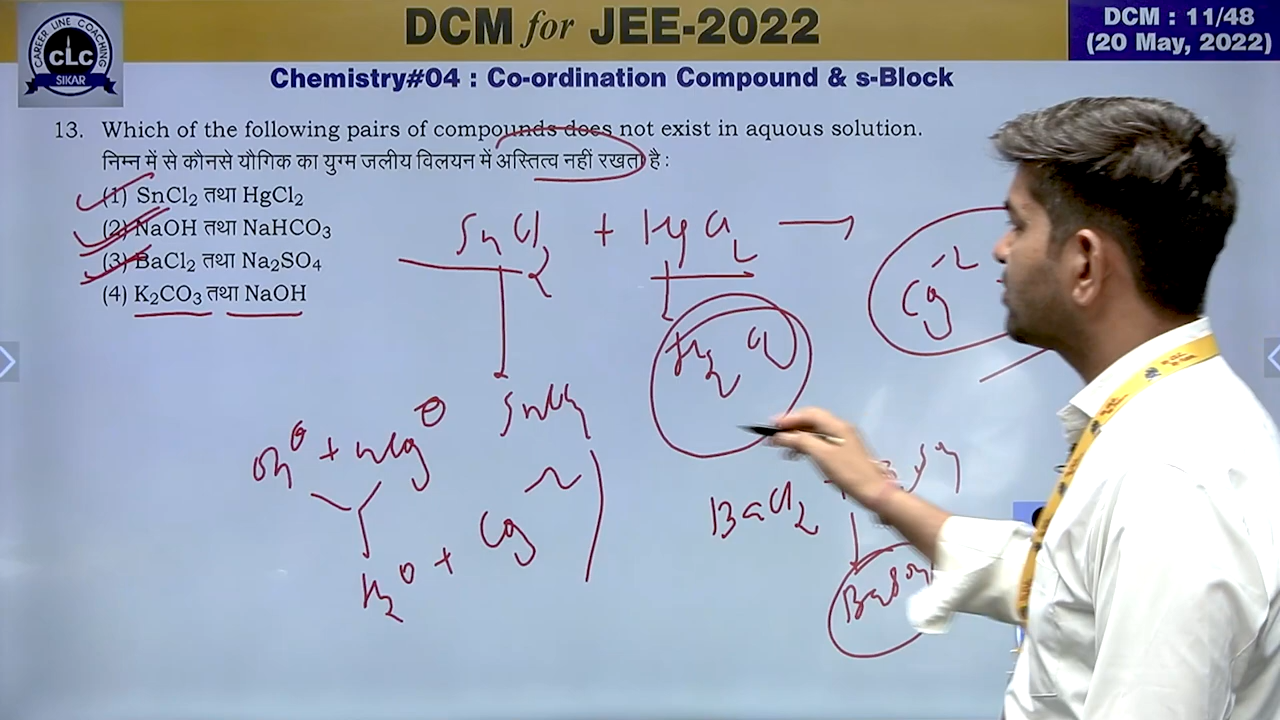 DCM for JEE-2022
DCM : 11/48
(20 May, 2022)
CAREER LINE COACHING
CLC
SIKAR
Chemistry#04 : Co-ordination Compound & s-Block
13. Which of the following pairs of compounds does not exist in aquous solution.
निम्न में से कौनसे यौगिक का युग्म जलीय विलयन में अस्तित्व नहीं रखता है :
(1) SnCl2 तथा HgCl2
(2) NaOH तथा NaHCO3
(3) BaCl2 तथा Na2SO4
(4) K2CO3 तथा NaOH
SnCl2 + HgCl2
Hg2Cl2
SnCl4
BaCl2
BaSO4
H2O +